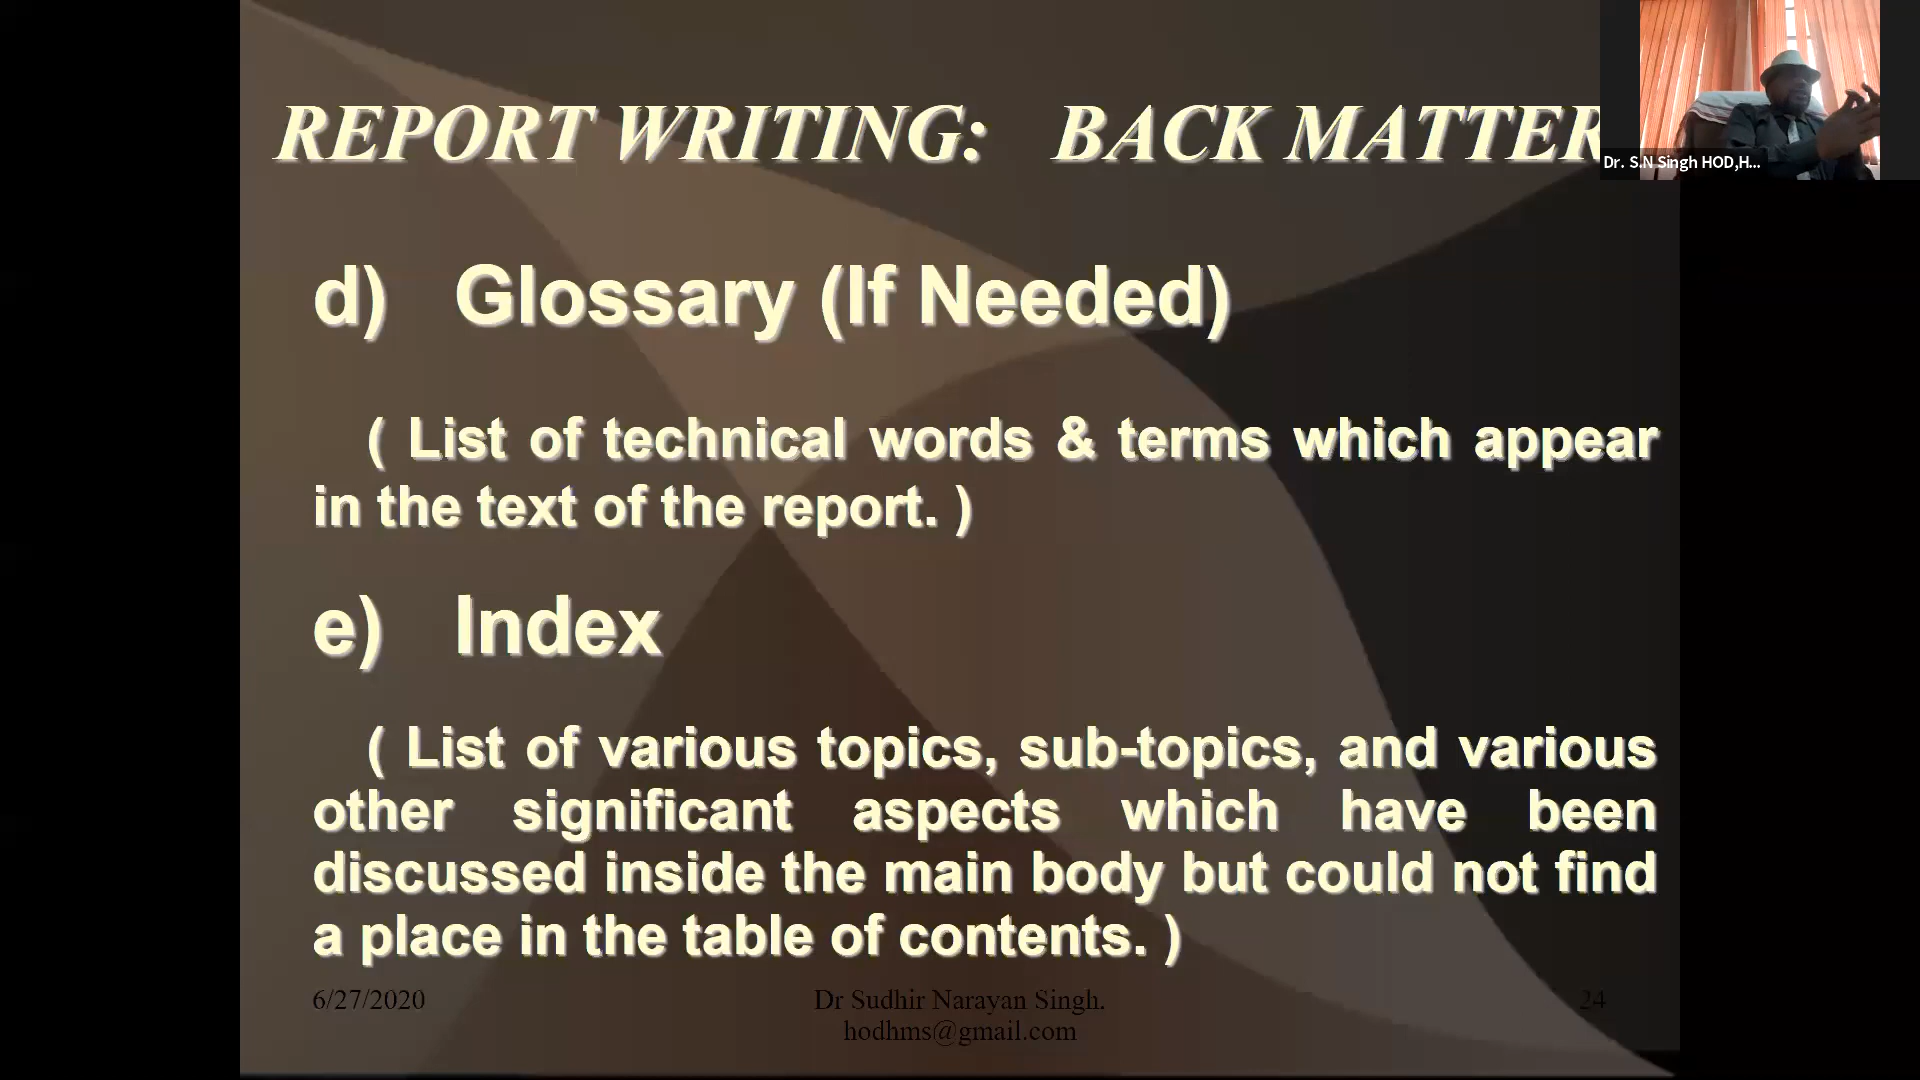 REPORT WRITING: BACK MATTER
Dr. S.N Singh HOD,H...
d) Glossary (If Needed)
( List of technical words & terms which appear
in the text of the report. )
e) Index
( List of various topics, sub-topics, and various
other significant aspects which have been
discussed inside the main body but could not find
a place in the table of contents. )
6/27/2020
Dr Sudhir Narayan Singh.
hodhms@gmail.com
24